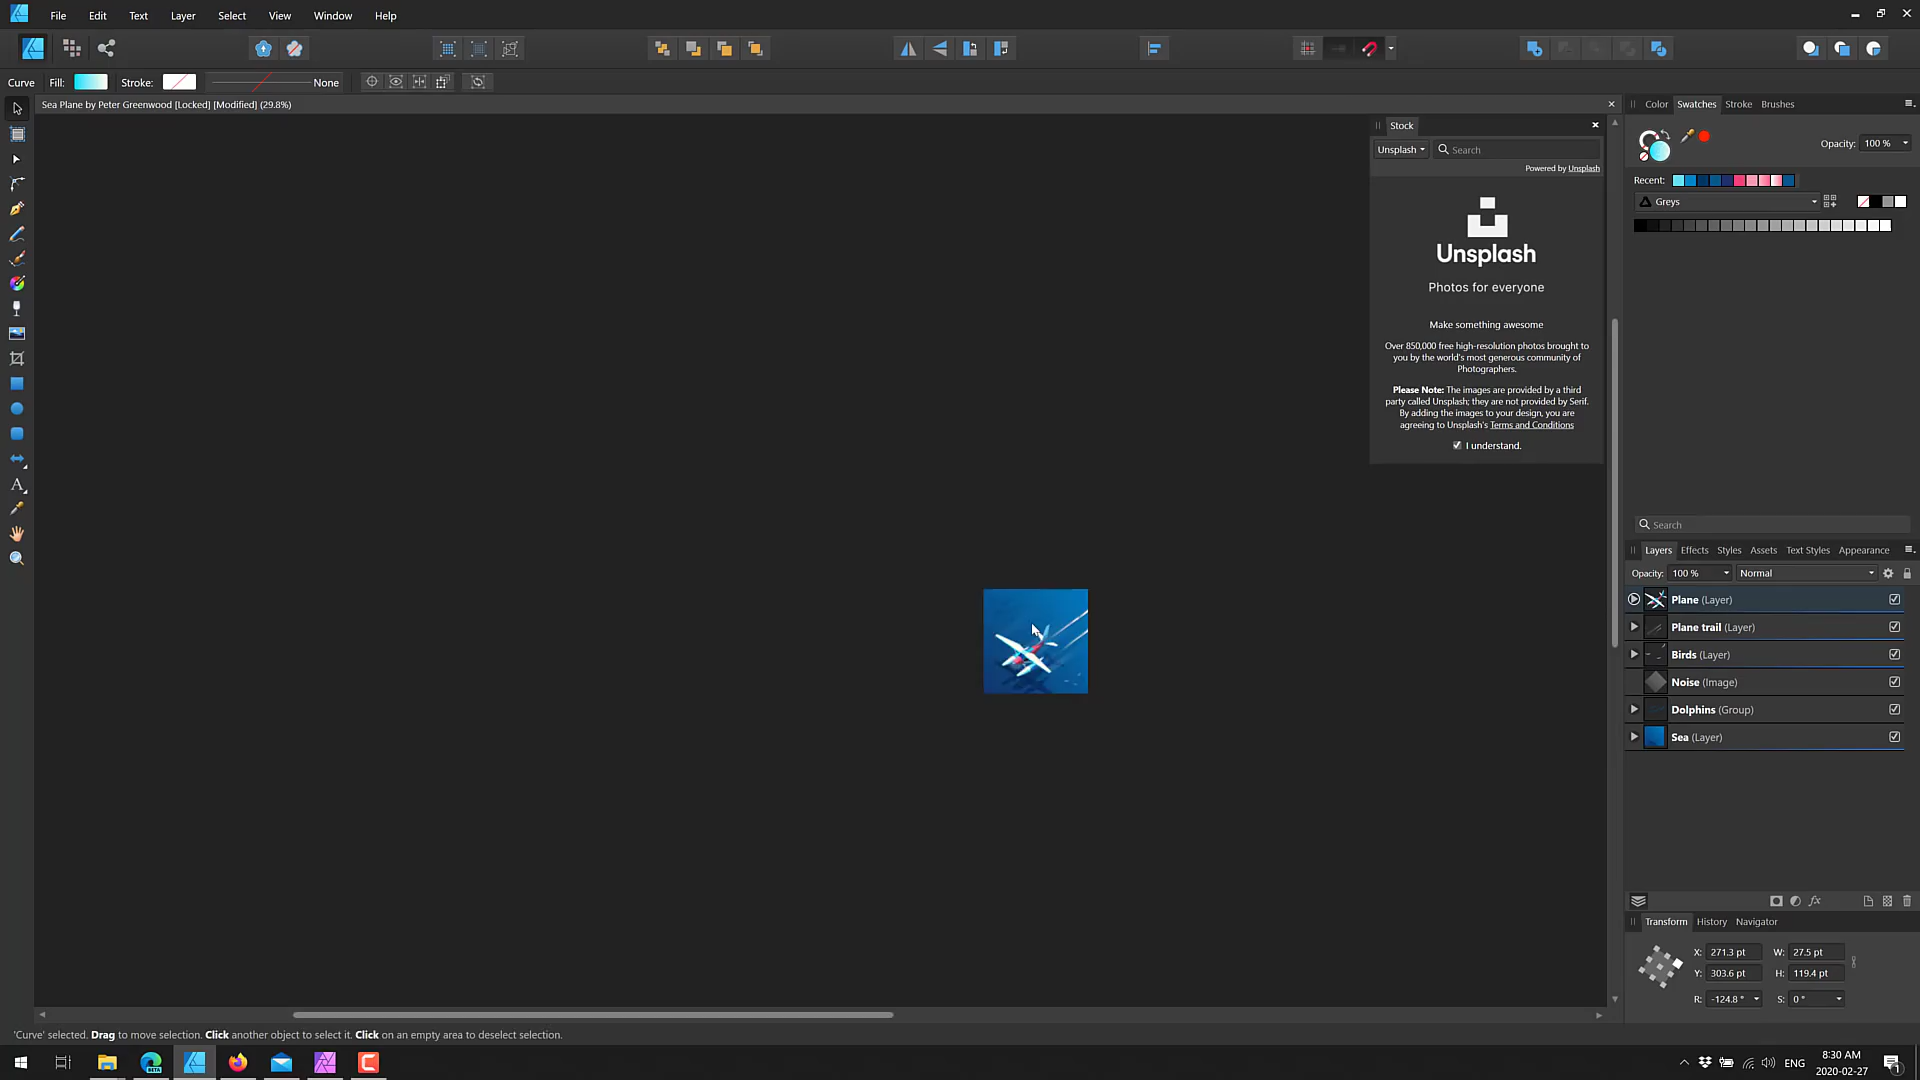 File Edit Text Layer Select View Window Help
Curve Fill: Stroke: None
Sea Plane by Peter Greenwood [Locked] [Modified] (29.8%)
Stock
Unsplash Search
Powered by Unsplash
Unsplash
Photos for everyone
Make something awesome
Over 850,000 free high-resolution photos brought to
you by the world's most generous community of
Photographers.
Please Note: The images are provided by a third
party called Unsplash; they are not provided by Serif.
By adding the images to your design, you are
agreeing to Unsplash's Terms and Conditions
I understand.
Color Swatches Stroke Brushes
Opacity: 100 %
Recent:
Greys
Search
Layers Effects Styles Assets Text Styles Appearance
Opacity: 100 % Normal
Plane (Layer)
Plane trail (Layer)
Birds (Layer)
Noise (Image)
Dolphins (Group)
Sea (Layer)
fx
Transform History Navigator
X: 271.3 pt W: 27.5 pt
Y: 303.6 pt H: 119.4 pt
R: -124.8 ° S: 0 °
'Curve' selected. Drag to move selection. Click another object to select it. Click on an empty area to deselect selection.
BETA
ENG
8:30 AM
2020-02-27
1